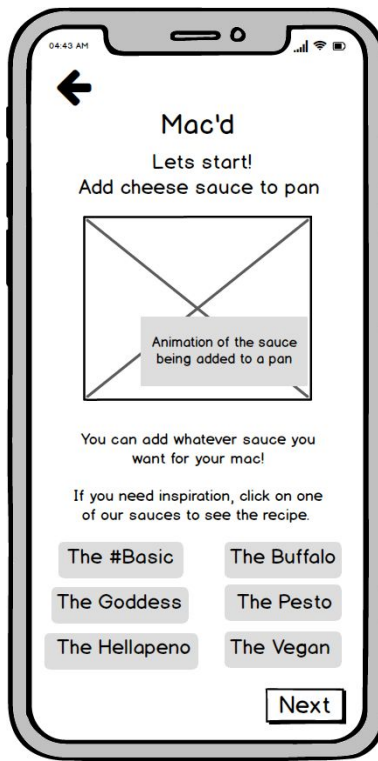 04:43 AM
Mac'd
Lets start!
Add cheese sauce to pan
Animation of the sauce
being added to a pan
You can add whatever sauce you
want for your mac!
If you need inspiration, click on one
of our sauces to see the recipe.
The #Basic
The Buffalo
The Goddess
The Pesto
The Hellapeno
The Vegan
Next